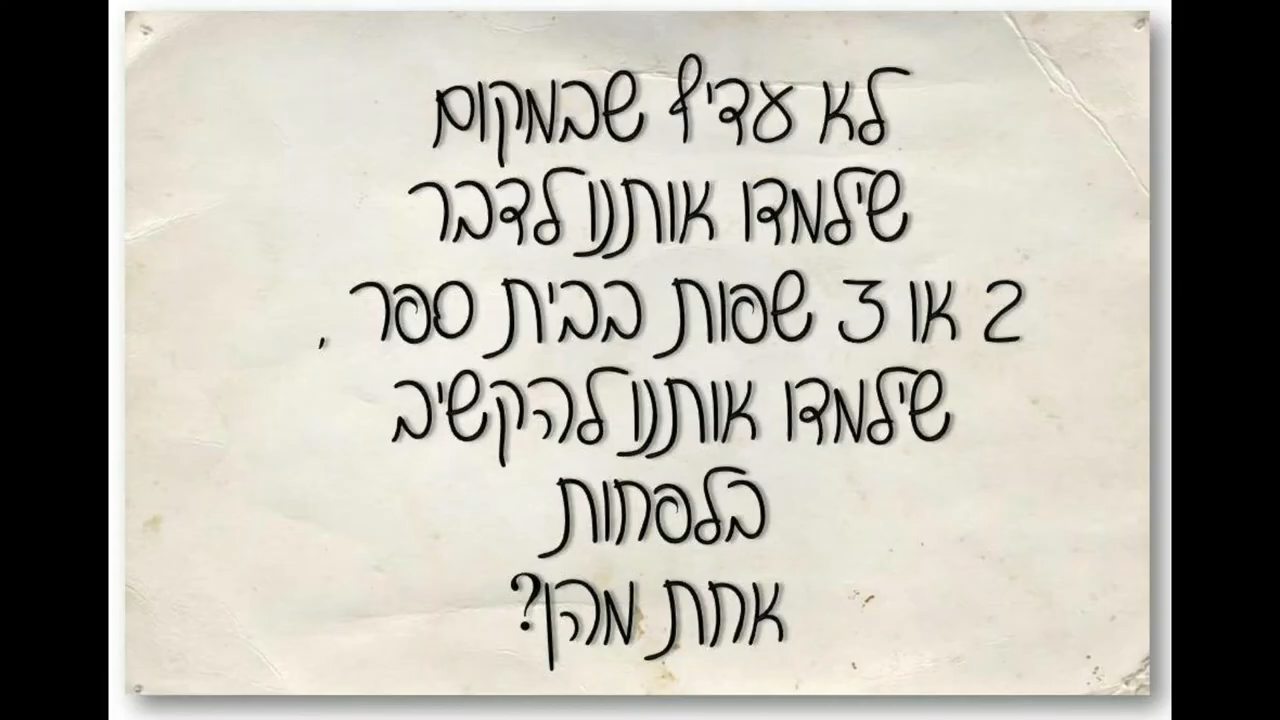 לא עדיף שבמקום
שילמדו אותנו לדבר
2 או 3 שפות בבית ספר ,
שילמדו אותנו להקשיב
בלפחות
אחת מהן?